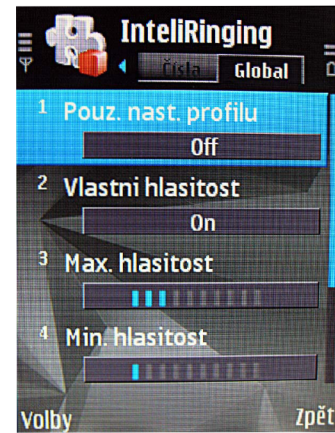 InteliRinging
Čísla Global
1 Pouz. nast. profilu
Off
2 Vlastni hlasitost
On
3 Max. hlasitost
4 Min. hlasitost
Volby Zpět